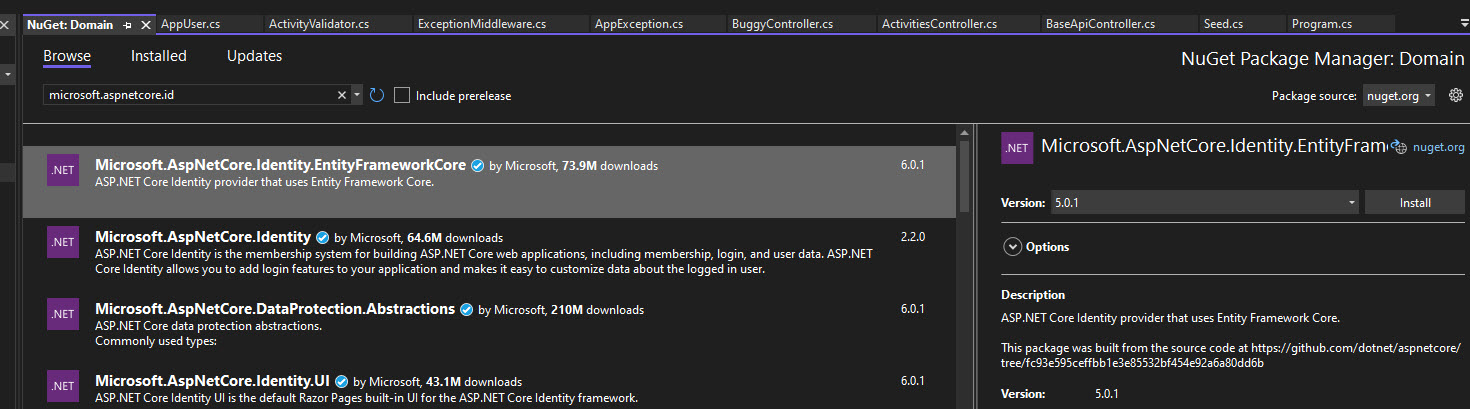 NuGet: Domain AppUser.cs ActivityValidator.cs ExceptionMiddleware.cs AppException.cs BuggyController.cs ActivitiesController.cs BaseApiController.cs Seed.cs Program.cs
Browse Installed Updates
NuGet Package Manager: Domain
microsoft.aspnetcore.id
Include prerelease
Package source: nuget.org
.NET
Microsoft.AspNetCore.Identity.EntityFrameworkCore by Microsoft, 73.9M downloads 6.0.1
ASP.NET Core Identity provider that uses Entity Framework Core.
.NET
Microsoft.AspNetCore.Identity by Microsoft, 64.6M downloads 2.2.0
ASP.NET Core Identity is the membership system for building ASP.NET Core web applications, including membership, login, and user data. ASP.NET
Core Identity allows you to add login features to your application and makes it easy to customize data about the logged in user.
.NET
Microsoft.AspNetCore.DataProtection.Abstractions by Microsoft, 210M downloads 6.0.1
ASP.NET Core data protection abstractions.
Commonly used types:
.NET
Microsoft.AspNetCore.Identity.UI by Microsoft, 43.1M downloads 6.0.1
ASP.NET Core Identity UI is the default Razor Pages built-in UI for the ASP.NET Core Identity framework.
.NET
Microsoft.AspNetCore.Identity.EntityFram nuget.org
Version: 5.0.1 Install
Options
Description
ASP.NET Core Identity provider that uses Entity Framework Core.
This package was built from the source code at https://github.com/dotnet/aspnetcore/
tree/fc93e595ceffbb1e3e85532bf454e92a6a80dd6b
Version: 5.0.1